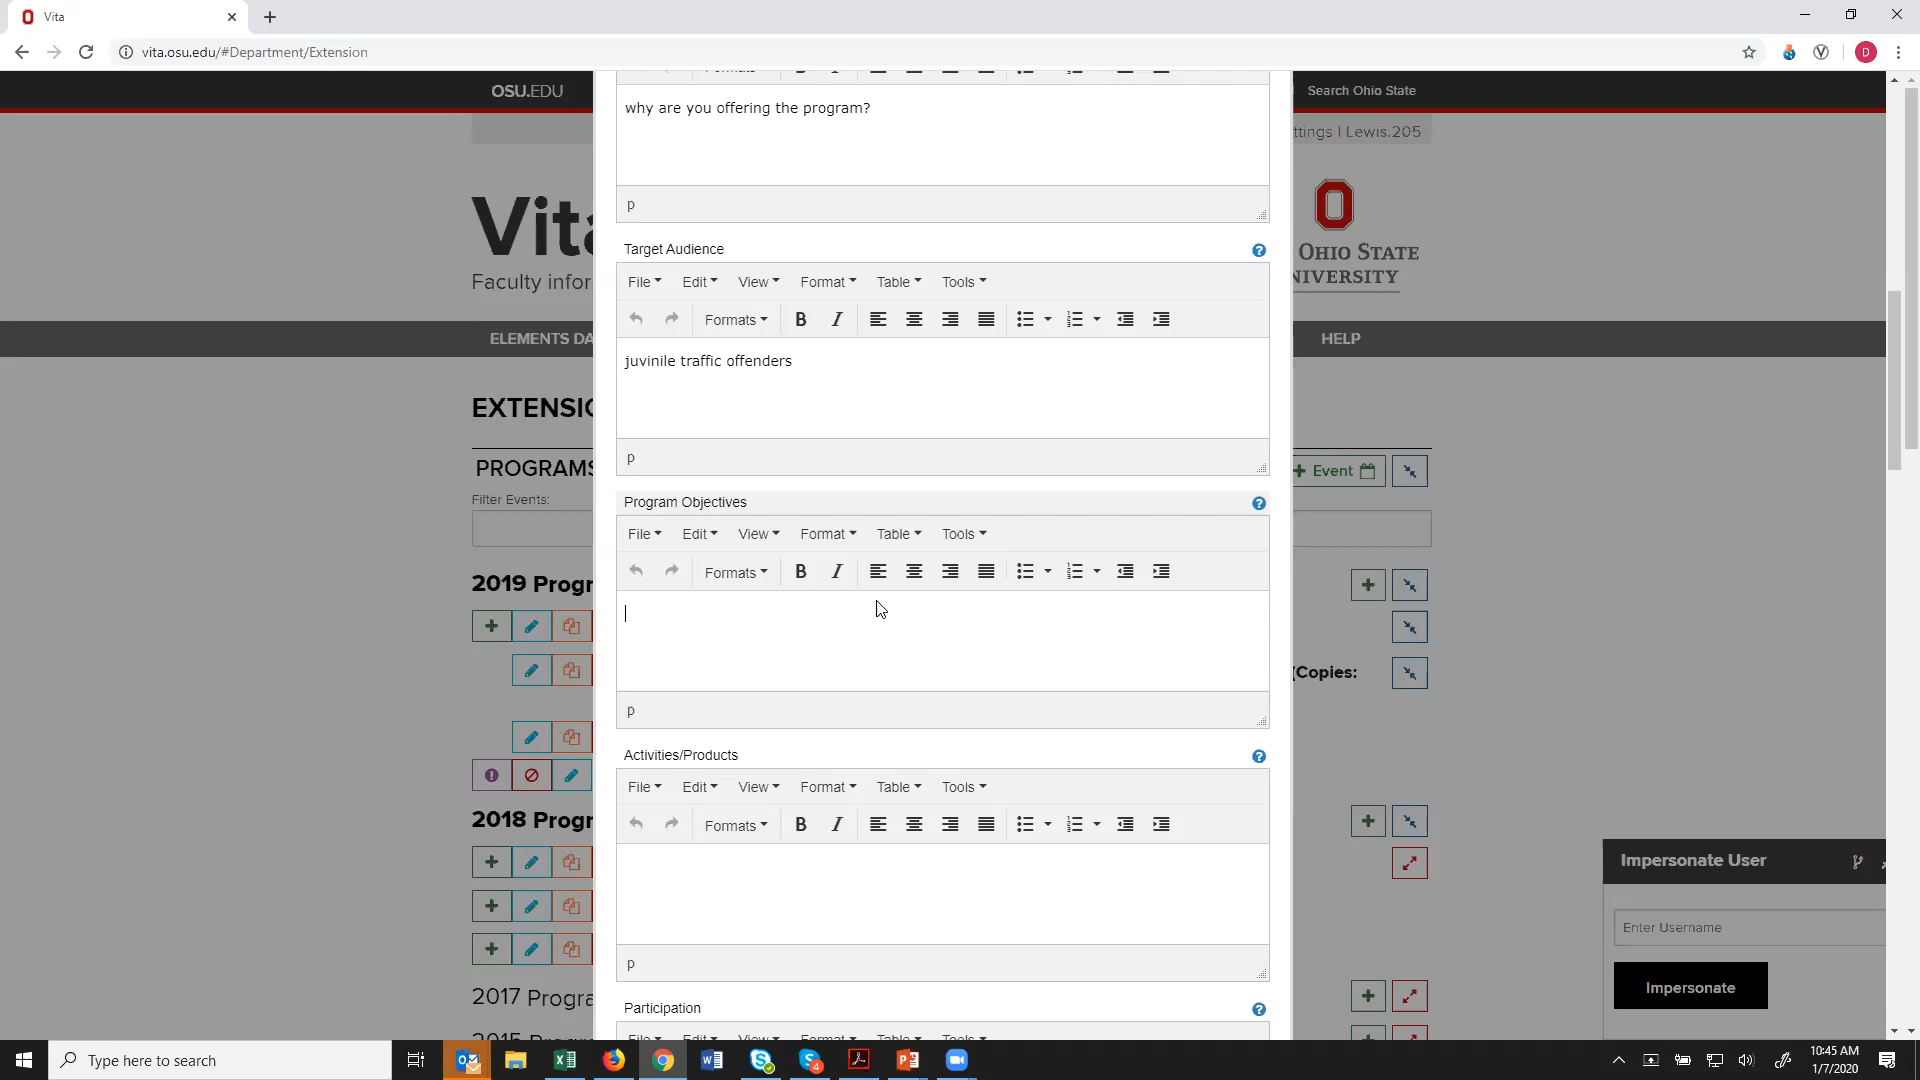 Vita
vita.osu.edu/#Department/Extension
D
OSU.EDU
Search Ohio State
why are you offering the program?
ttings | Lewis.205
p
Vita
Faculty infor
OHIO STATE
NIVERSITY
Target Audience
File Edit View Format Table Tools
Formats B I
ELEMENTS DA
HELP
juvinile traffic offenders
EXTENSIO
p
PROGRAMS
+ Event
Filter Events:
Program Objectives
File Edit View Format Table Tools
Formats B I
2019 Progr
(Copies:
p
Activities/Products
File Edit View Format Table Tools
Formats B I
2018 Progr
Impersonate User
Enter Username
p
Impersonate
2017 Progra
Participation
Type here to search
10:45 AM
1/7/2020